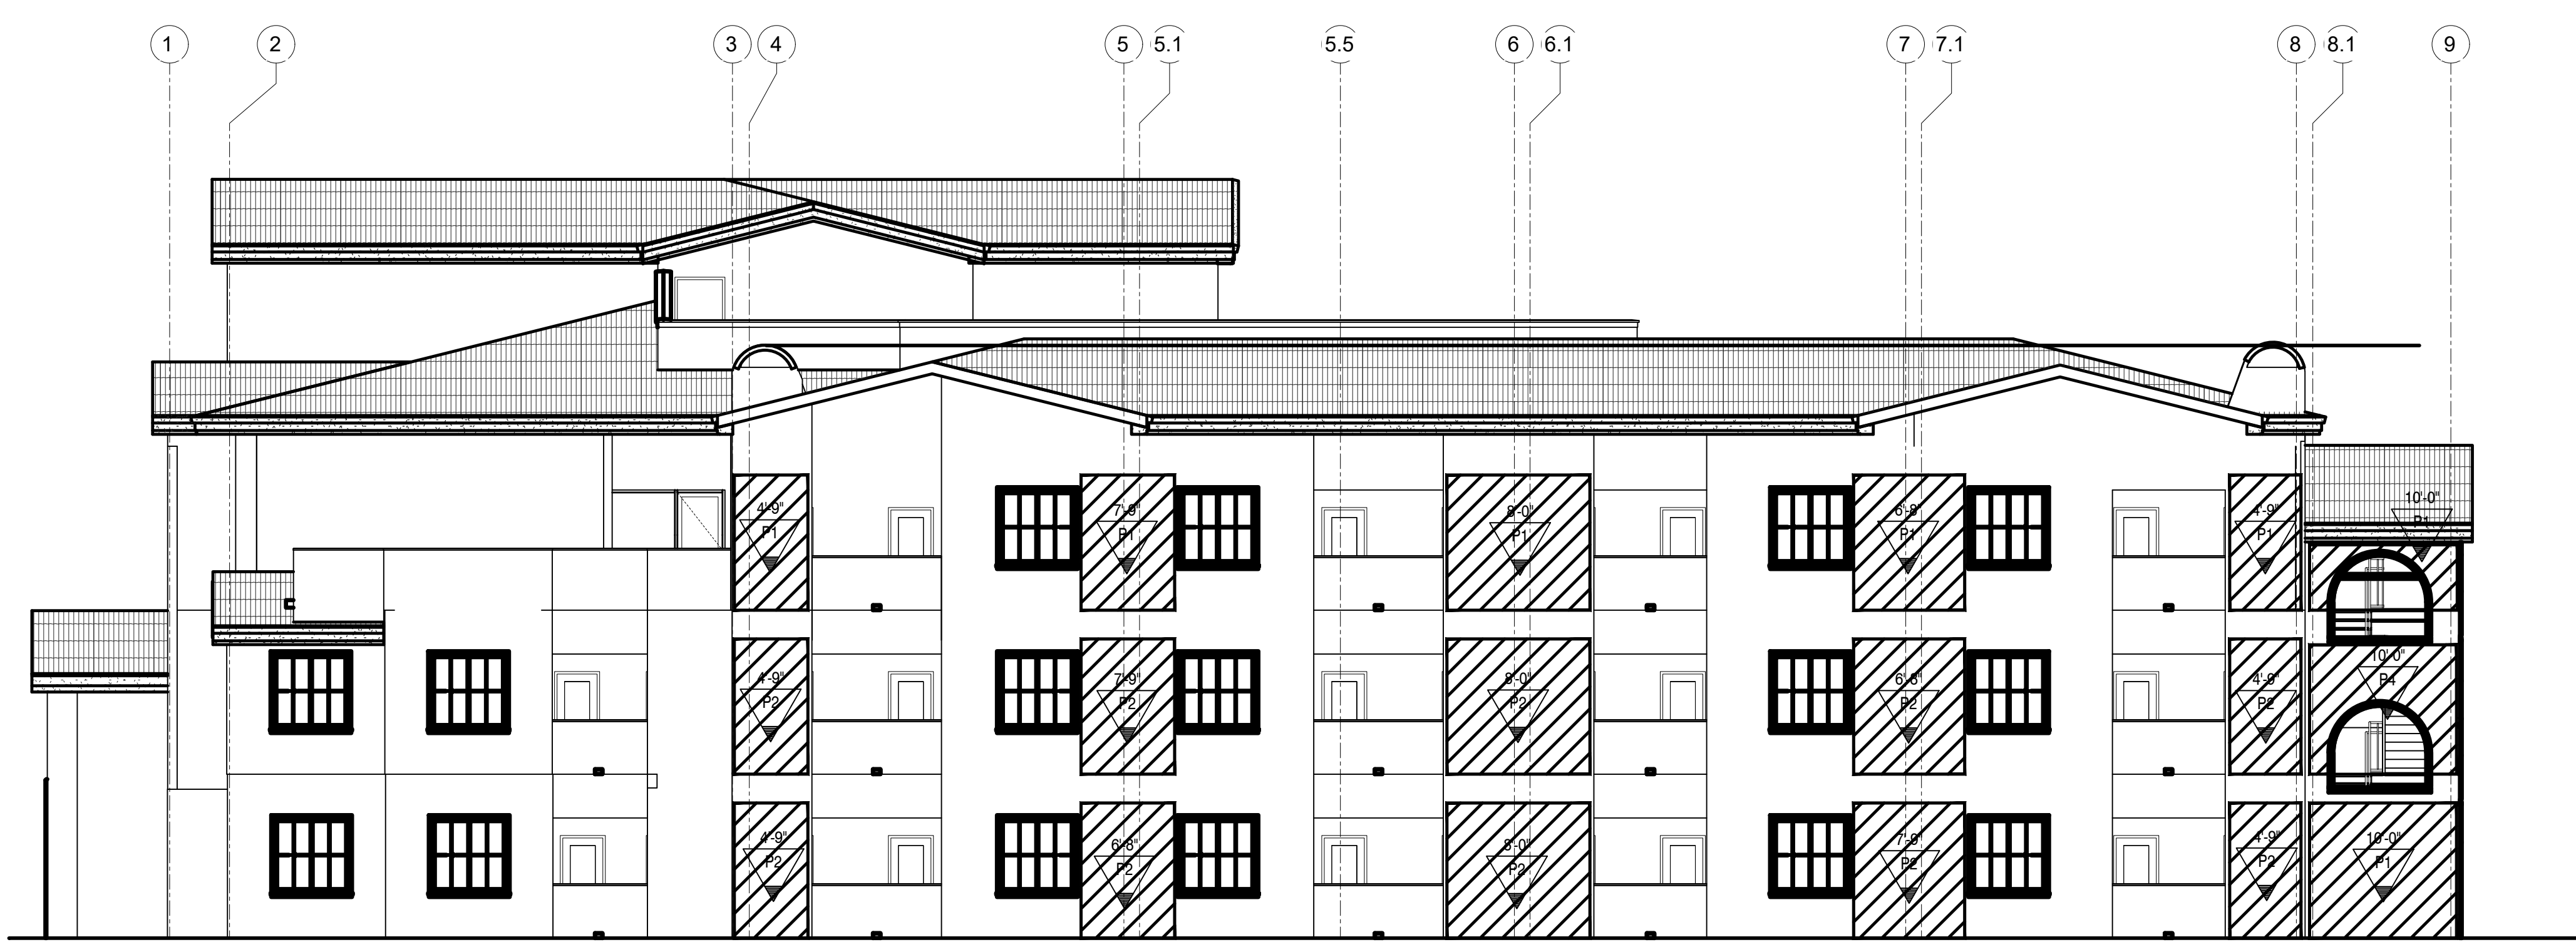 1 2 3 4 5 5.1 5.5 6 6.1 7 7.1 8 8.1 9
4'-9" 7'-9" 8'-0" 6'-8" 4'-9" 10'-0"
P1 P1 P1 P1 P1 P1
4'-9" 7'-9" 8'-0" 6'-8" 4'-9" 10'-0"
P2 P2 P2 P2 P2 P4
4'-9" 6'-8" 8'-0" 7'-9" 4'-9" 10'-0"
P2 P2 P2 P2 P2 P1